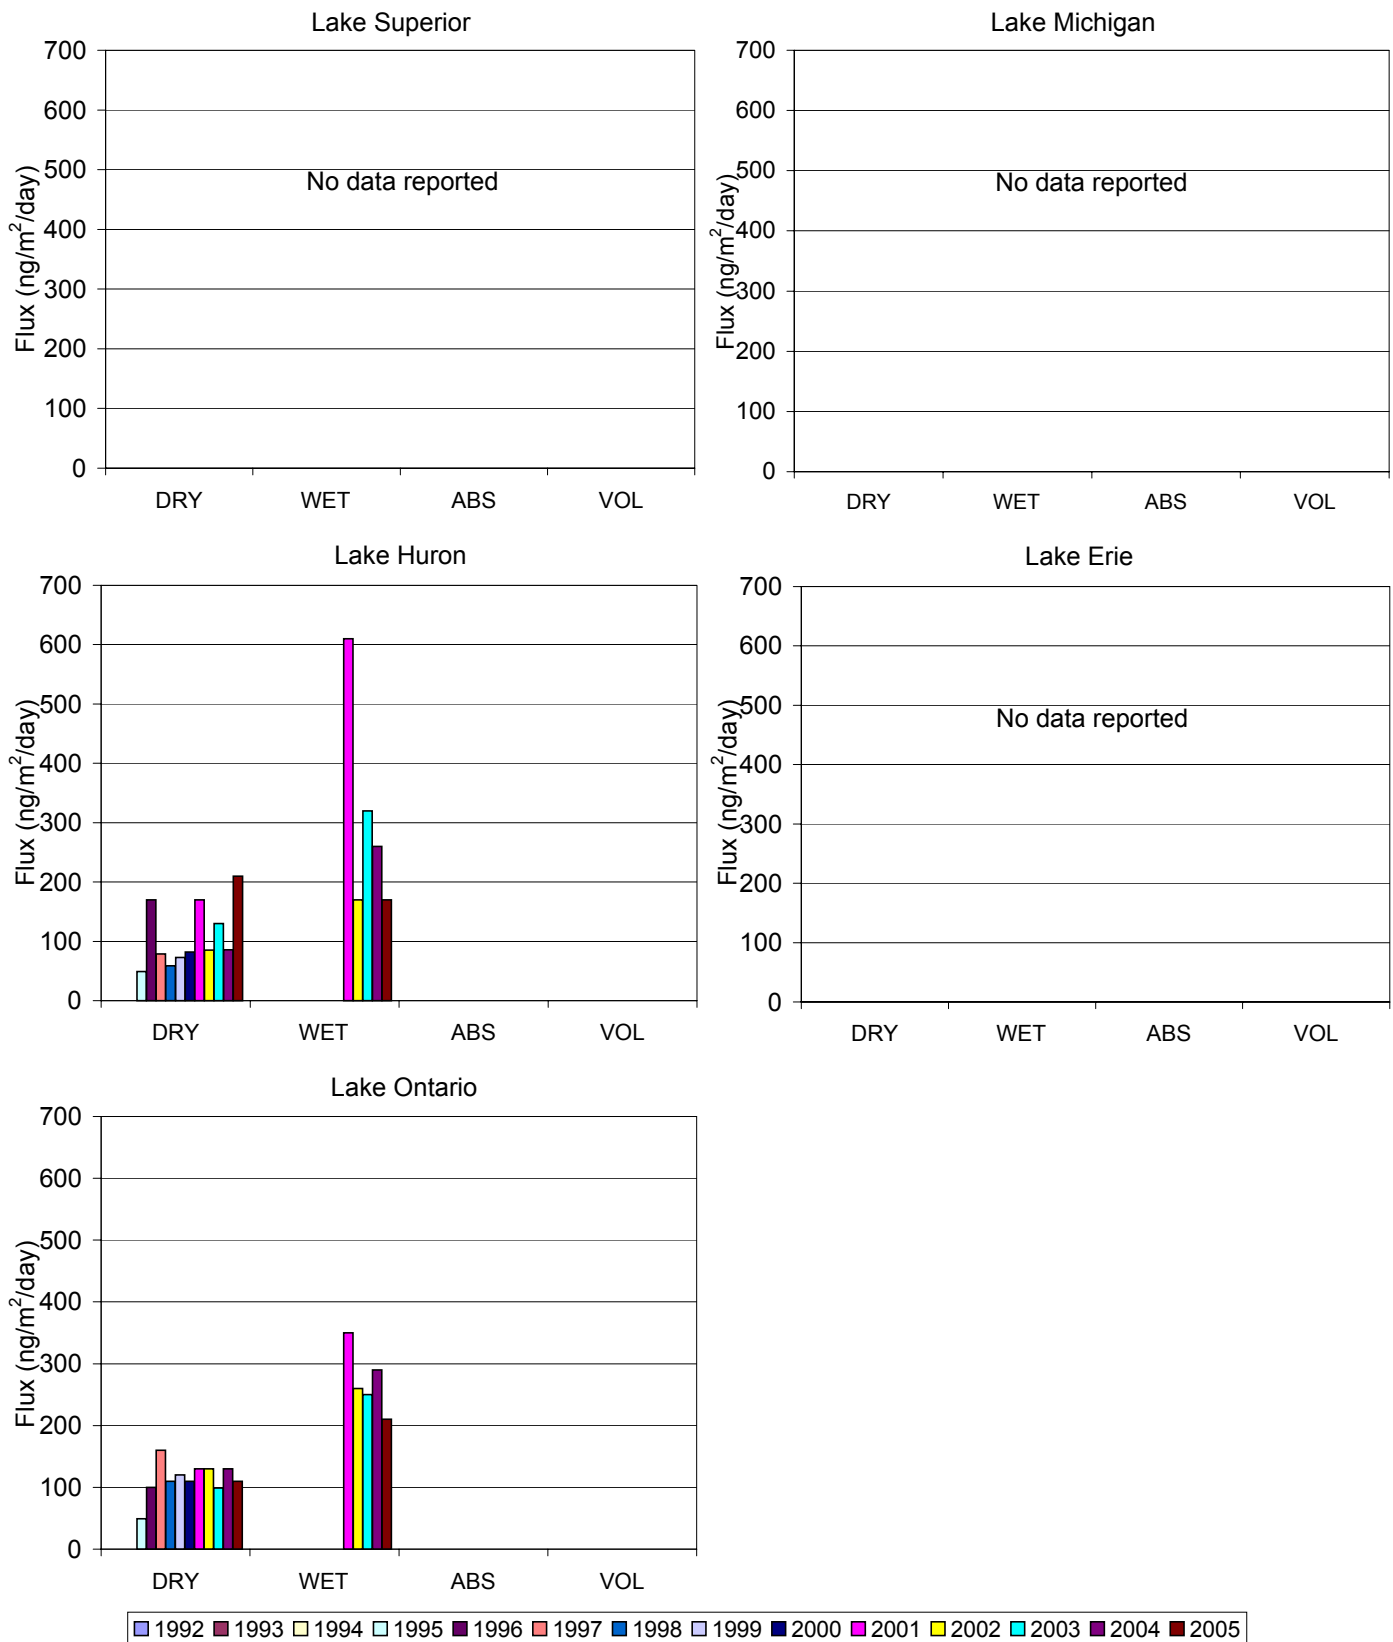 Lake Superior
700
600
500
400
300
200
100
0
Flux (ng/m²/day)
No data reported
DRY WET ABS VOL
Lake Michigan
700
600
500
400
300
200
100
0
Flux (ng/m²/day)
No data reported
DRY WET ABS VOL
Lake Huron
700
600
500
400
300
200
100
0
Flux (ng/m²/day)
DRY WET ABS VOL
Lake Erie
700
600
500
400
300
200
100
0
Flux (ng/m²/day)
No data reported
DRY WET ABS VOL
Lake Ontario
700
600
500
400
300
200
100
0
Flux (ng/m²/day)
DRY WET ABS VOL
1992 1993 1994 1995 1996 1997 1998 1999 2000 2001 2002 2003 2004 2005